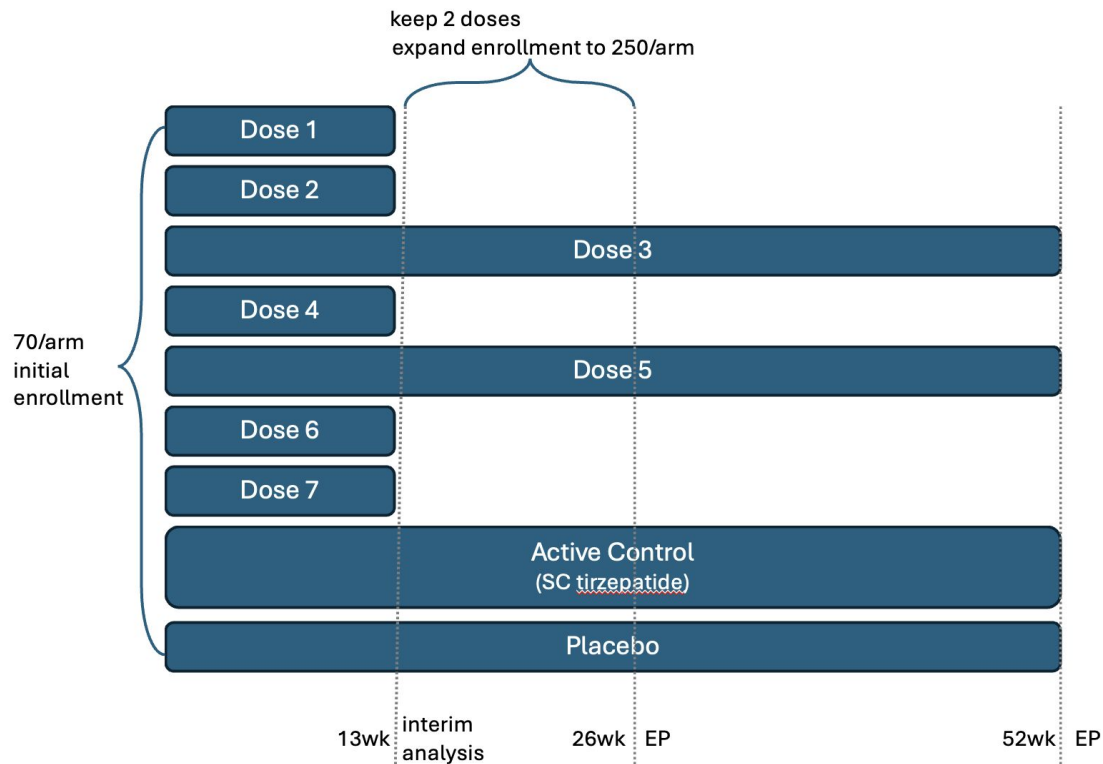 keep 2 doses
expand enrollment to 250/arm
Dose 1
Dose 2
Dose 3
Dose 4
70/arm
initial
enrollment
Dose 5
Dose 6
Dose 7
Active Control
(SC tirzepatide)
Placebo
13wk
interim
analysis
26wk
EP
52wk
EP